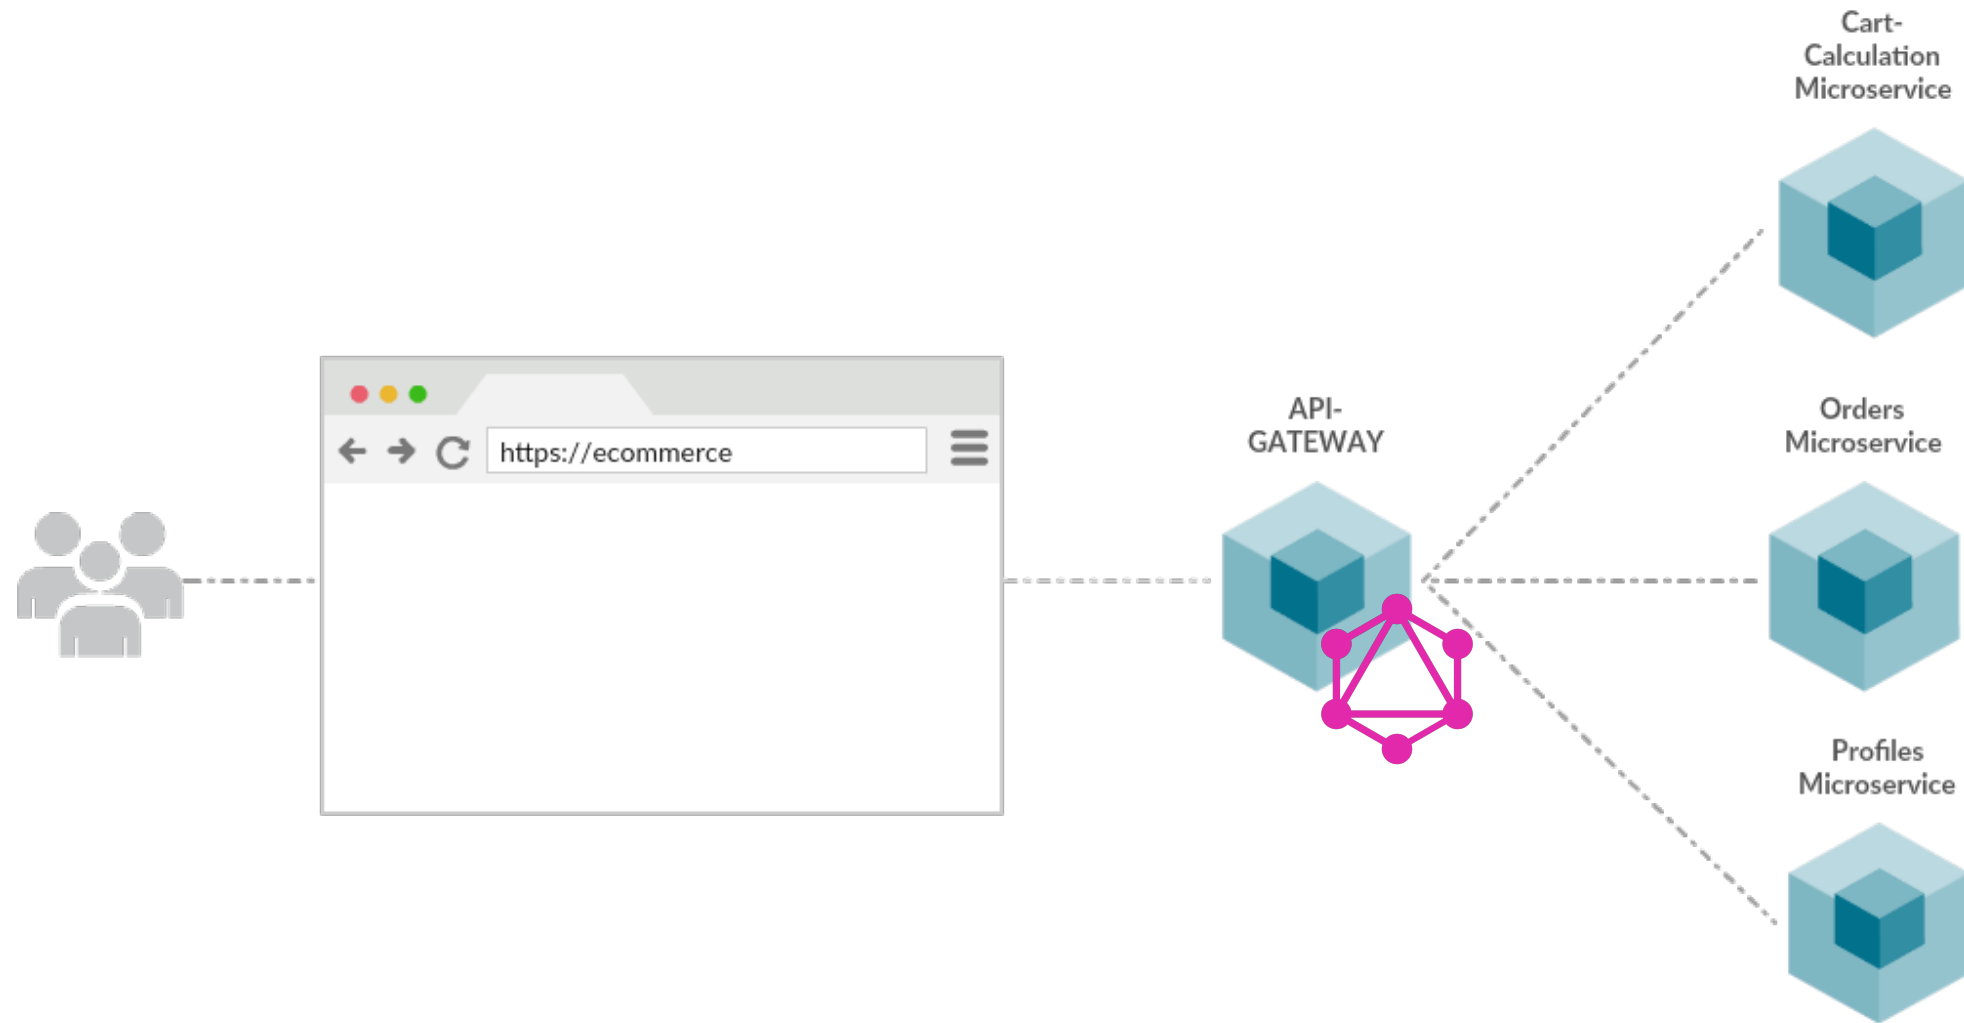 Cart-
Calculation
Microservice
API-
GATEWAY
Orders
Microservice
https://ecommerce
Profiles
Microservice